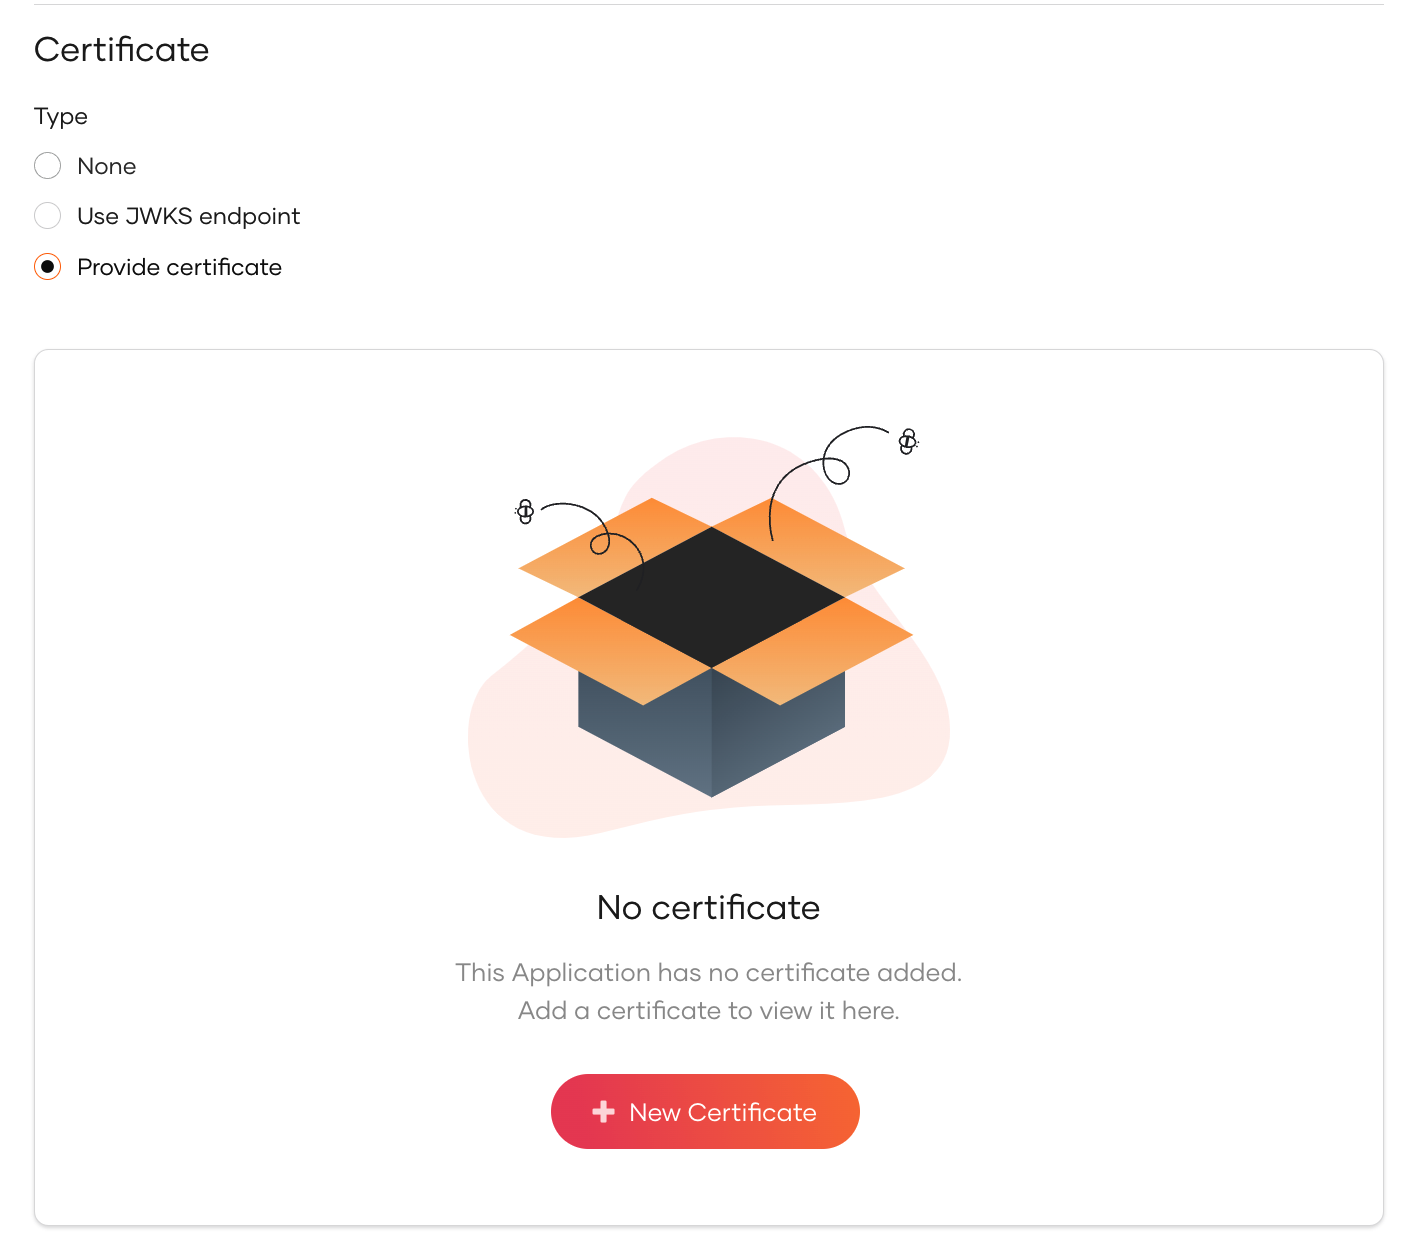 Certificate
Type
None
Use JWKS endpoint
Provide certificate
No certificate
This Application has no certificate added.
Add a certificate to view it here.
New Certificate